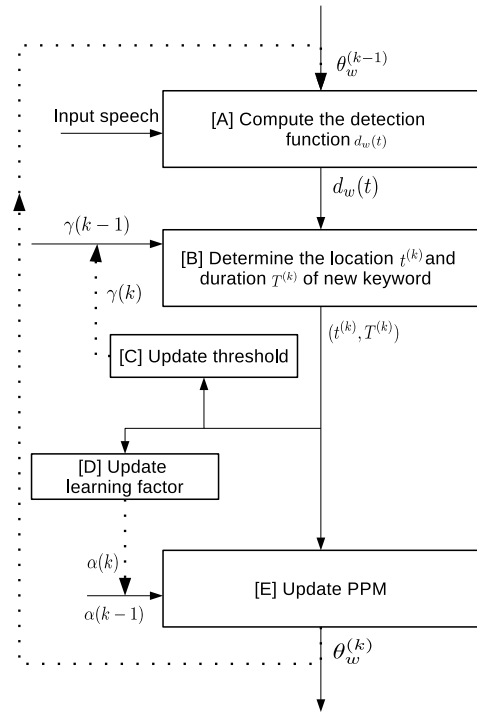 θ_w^{(k-1)}
[A] Compute the detection
function d_w(t)
Input speech
d_w(t)
γ(k−1)
[B] Determine the location t^{(k)} and
duration T^{(k)} of new keyword
γ(k)
(t^{(k)}, T^{(k)})
[C] Update threshold
[D] Update
learning factor
α(k)
[E] Update PPM
α(k−1)
θ_w^{(k)}